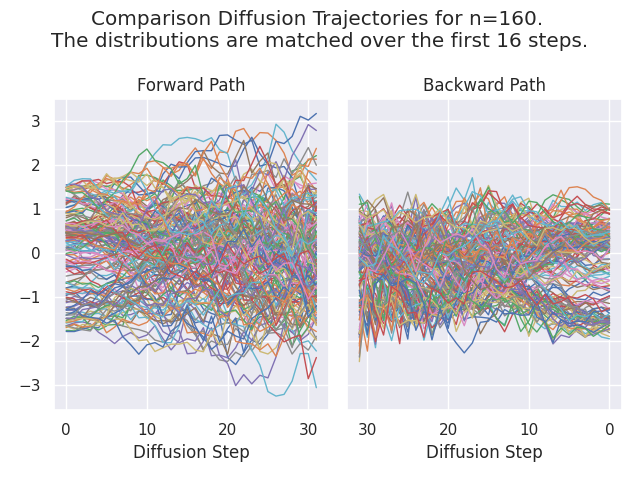 Comparison Diffusion Trajectories for n=160.
The distributions are matched over the first 16 steps.
Forward Path
Backward Path
3
2
1
0
−1
−2
−3
0 10 20 30
30 20 10 0
Diffusion Step
Diffusion Step